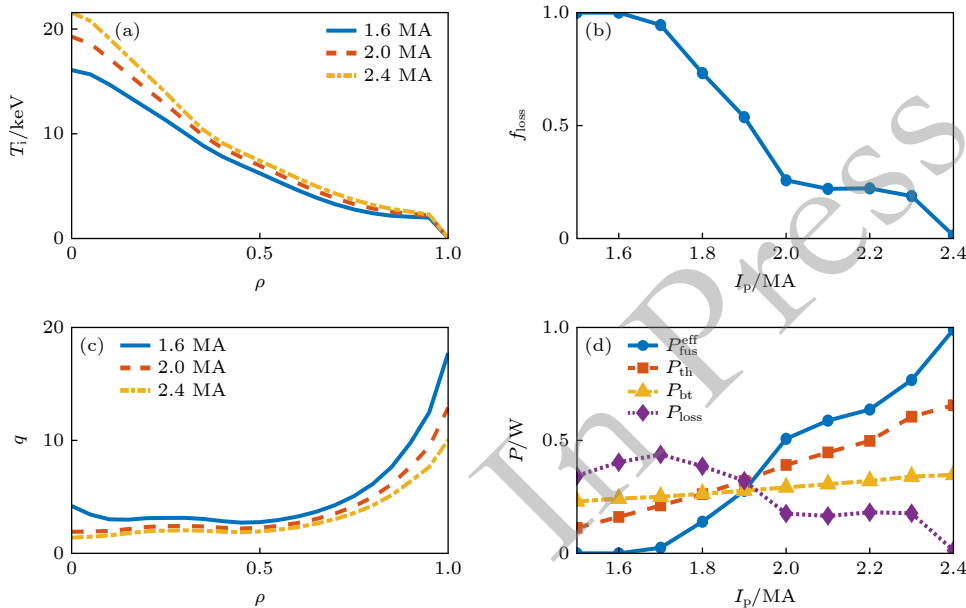 (a)
1.6 MA
2.0 MA
2.4 MA
20
10
0
0
0.5
1.0
Tᵢ/keV
ρ
(b)
1.0
0.5
0
1.6
1.8
2.0
2.2
2.4
f_loss
I_p/MA
(c)
1.6 MA
2.0 MA
2.4 MA
20
10
0
0
0.5
1.0
q
ρ
(d)
P_fus^eff
P_th
P_bt
P_loss
1.0
0.5
0
1.6
1.8
2.0
2.2
2.4
P/W
I_p/MA
In Press